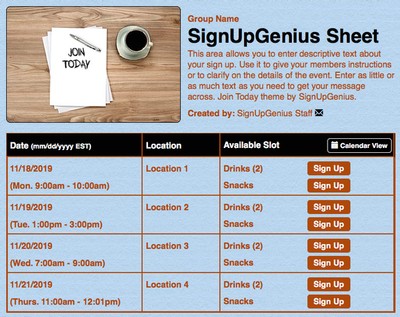 JOIN
TODAY
Group Name
SignUpGenius Sheet
This area allows you to enter descriptive text about
your sign up. Use it to give your members instructions
or to clarify on the details of the event. Enter as little or
as much text as you need to get your message
across. Join Today theme by SignUpGenius.
Created by: SignUpGenius Staff
Date (mm/dd/yyyy EST) Location Available Slot Calendar View
11/18/2019 Location 1 Drinks (2) Sign Up
(Mon. 9:00am - 10:00am) Snacks Sign Up
11/19/2019 Location 2 Drinks (2) Sign Up
(Tue. 1:00pm - 3:00pm) Snacks Sign Up
11/20/2019 Location 3 Drinks (2) Sign Up
(Wed. 7:00am - 9:00am) Snacks Sign Up
11/21/2019 Location 4 Drinks (2) Sign Up
(Thurs. 11:00am - 12:01pm) Snacks Sign Up